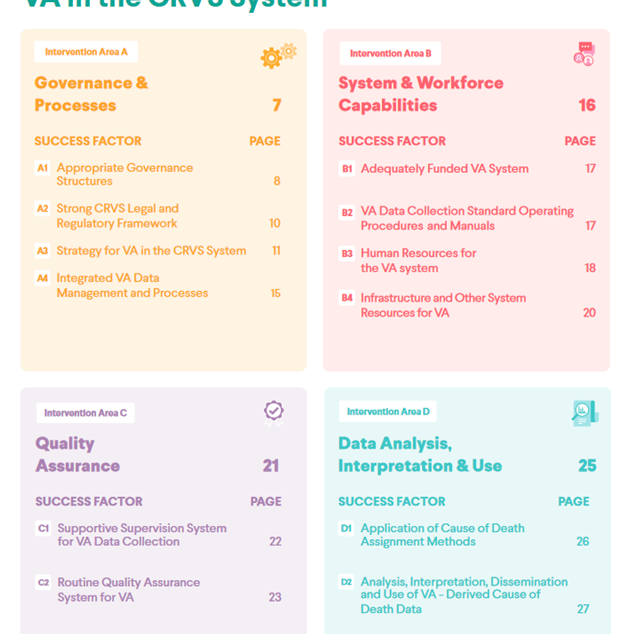 VA in the CRVS System
Intervention Area A
Governance &
Processes 7
SUCCESS FACTOR PAGE
A1 Appropriate Governance
Structures 8
A2 Strong CRVS Legal and
Regulatory Framework 10
A3 Strategy for VA in the CRVS System 11
A4 Integrated VA Data
Management and Processes 15
Intervention Area B
System & Workforce
Capabilities 16
SUCCESS FACTOR PAGE
B1 Adequately Funded VA System 17
B2 VA Data Collection Standard Operating
Procedures and Manuals 17
B3 Human Resources for
the VA system 18
B4 Infrastructure and Other System
Resources for VA 20
Intervention Area C
Quality
Assurance 21
SUCCESS FACTOR PAGE
C1 Supportive Supervision System
for VA Data Collection 22
C2 Routine Quality Assurance
System for VA 23
Intervention Area D
Data Analysis,
Interpretation & Use 25
SUCCESS FACTOR PAGE
D1 Application of Cause of Death
Assignment Methods 26
D2 Analysis, Interpretation, Dissemination
and Use of VA - Derived Cause of
Death Data 27